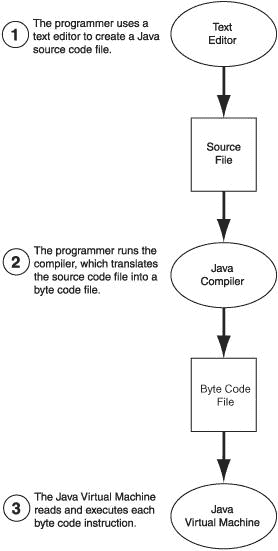 1
The programmer uses a
text editor to create a Java
source code file.
Text
Editor
Source
File
2
The programmer runs the
compiler, which translates
the source code file into a
byte code file.
Java
Compiler
Byte Code
File
3
The Java Virtual Machine
reads and executes each
byte code instruction.
Java
Virtual Machine